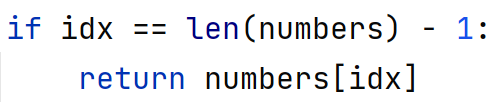 if idx == len(numbers) - 1:
    return numbers[idx]